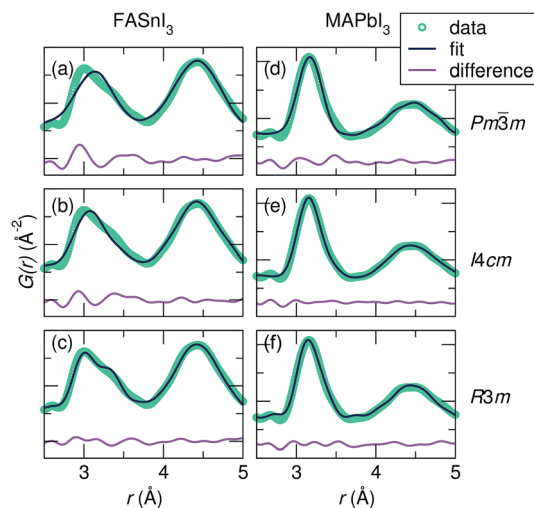 FASnI₃
MAPbI₃
data
fit
difference
(a)
(d)
Pm3̅m
(b)
(e)
I4cm
G(r) (Å⁻²)
(c)
(f)
R3m
3 4 5 3 4 5
r (Å) r (Å)